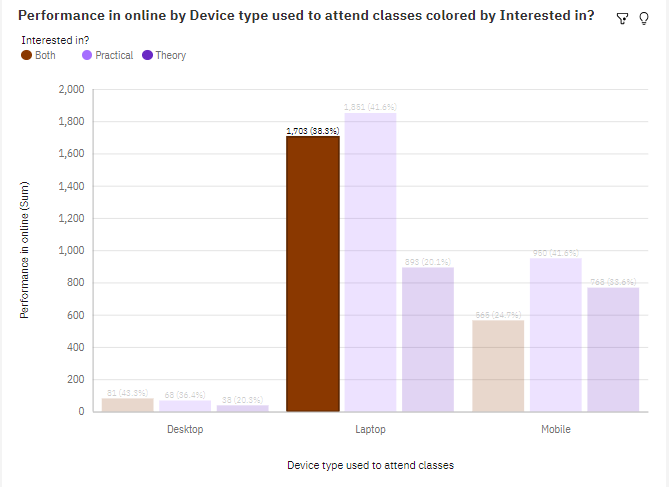 Performance in online by Device type used to attend classes colored by Interested in?
Interested in?
Both
Practical
Theory
2,000
1,800
1,600
1,400
1,200
1,000
800
600
400
200
0
Performance in online (Sum)
81 (43.3%)
68 (36.4%)
38 (20.3%)
1,703 (38.3%)
1,851 (41.6%)
893 (20.1%)
565 (24.7%)
950 (41.6%)
768 (33.6%)
Desktop
Laptop
Mobile
Device type used to attend classes